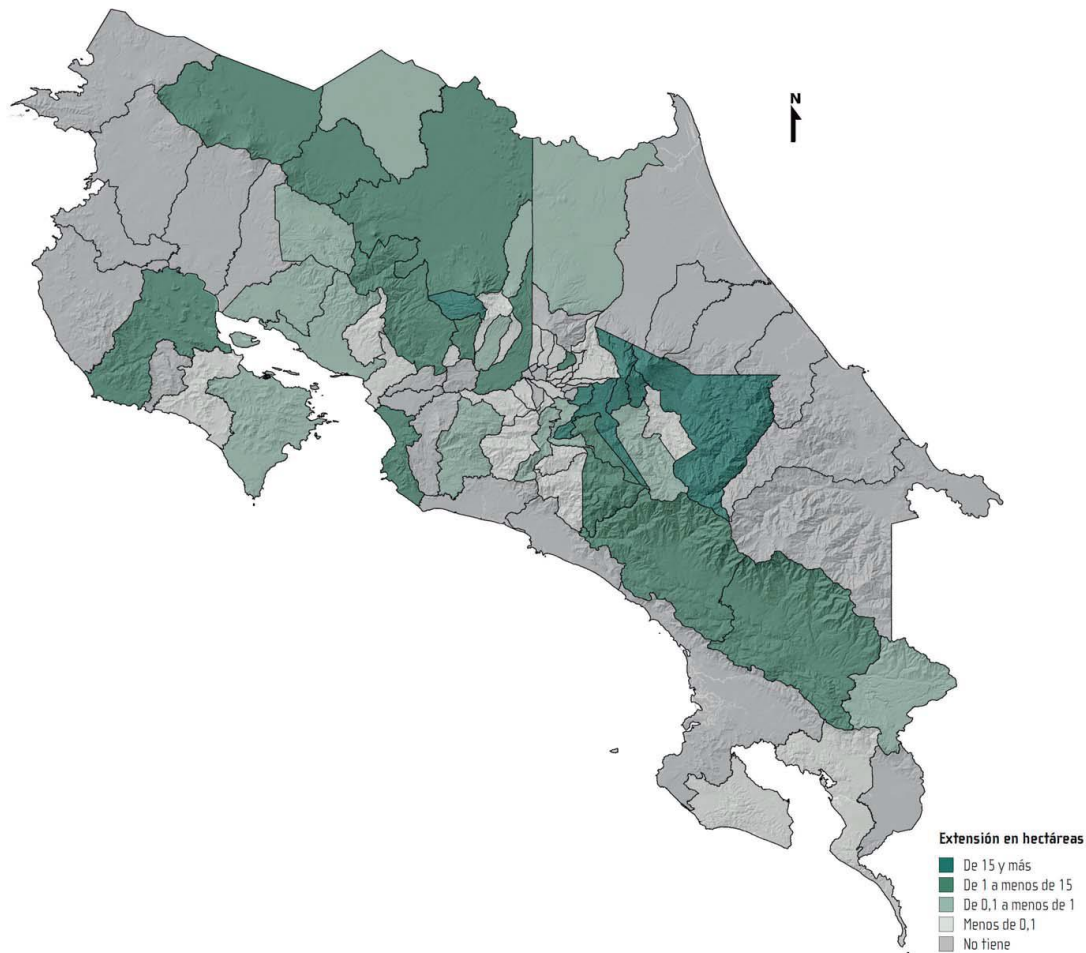 N
Extensión en hectáreas
De 15 y más
De 1 a menos de 15
De 0,1 a menos de 1
Menos de 0,1
No tiene